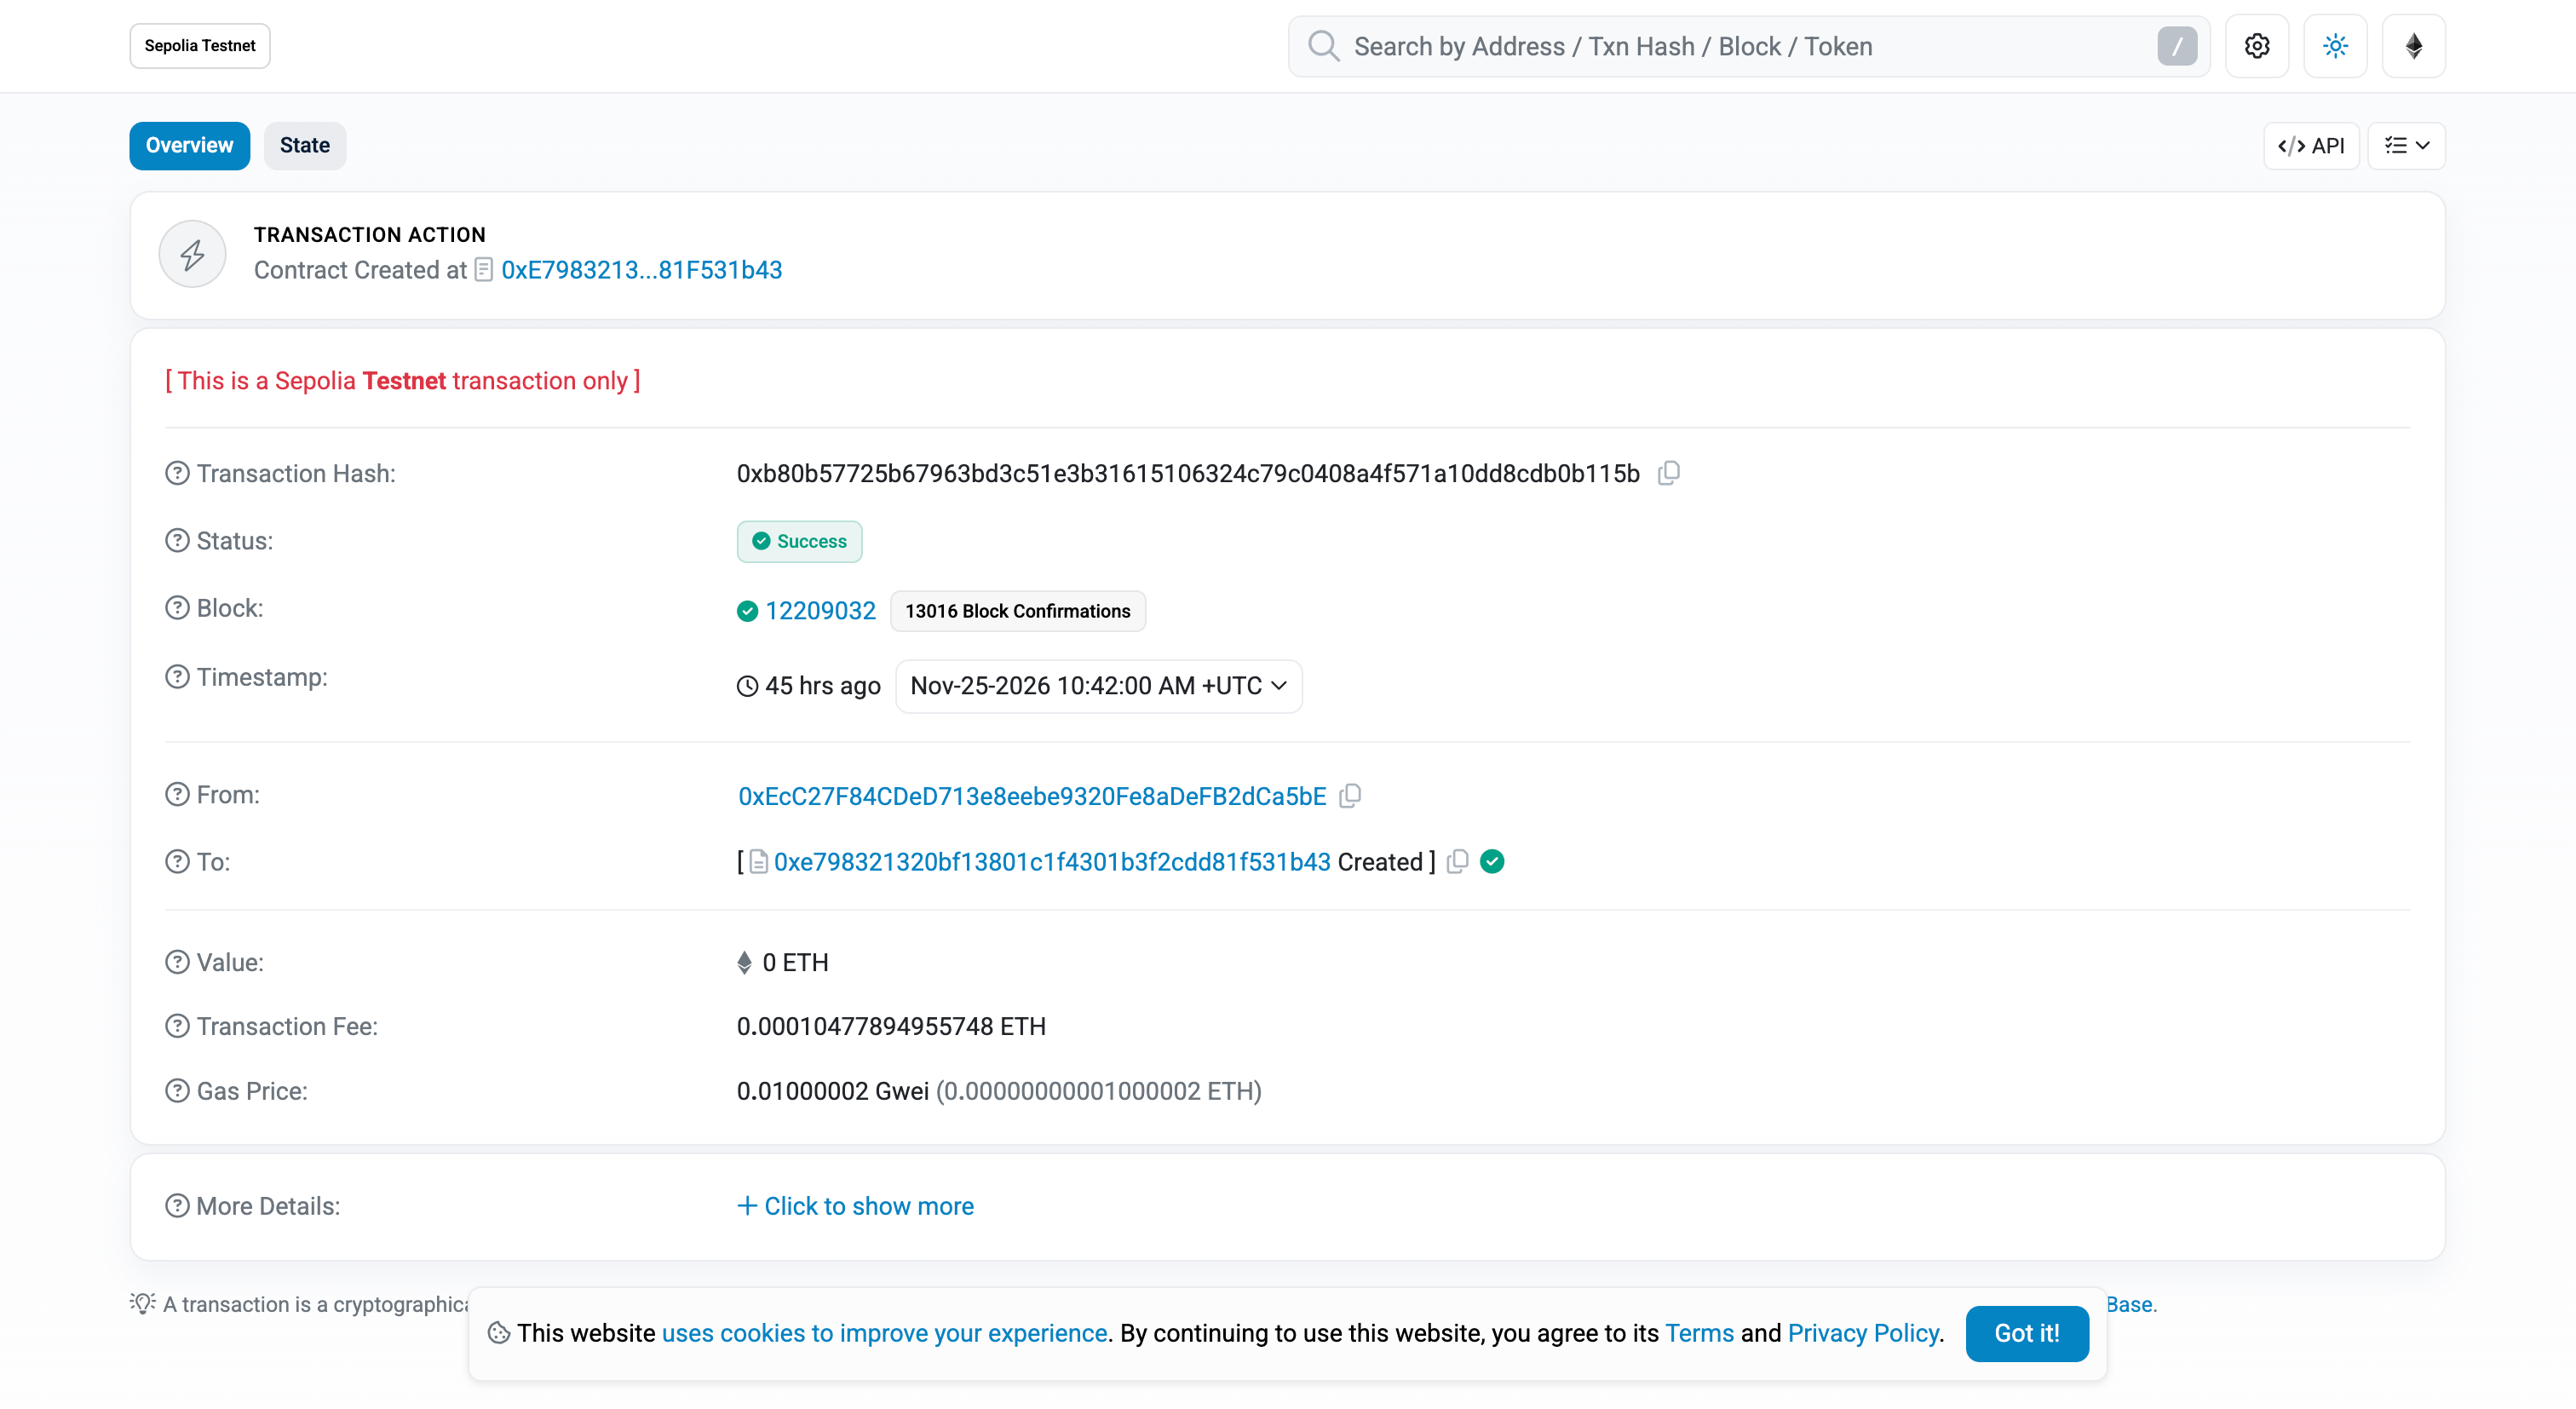 Sepolia Testnet
Search by Address / Txn Hash / Block / Token /
Overview State
</> API
TRANSACTION ACTION
Contract Created at 0xE7983213...81F531b43
[ This is a Sepolia Testnet transaction only ]
Transaction Hash: 0xb80b57725b67963bd3c51e3b31615106324c79c0408a4f571a10dd8cdb0b115b
Status: Success
Block: 12209032 13016 Block Confirmations
Timestamp: 45 hrs ago Nov-25-2026 10:42:00 AM +UTC
From: 0xEcC27F84CDeD713e8eebe9320Fe8aDeFB2dCa5bE
To: [ 0xe798321320bf13801c1f4301b3f2cdd81f531b43 Created ]
Value: 0 ETH
Transaction Fee: 0.00010477894955748 ETH
Gas Price: 0.01000002 Gwei (0.00000000001000002 ETH)
More Details: + Click to show more
A transaction is a Base.
This website uses cookies to improve your experience. By continuing to use this website, you agree to its Terms and Privacy Policy. Got it!